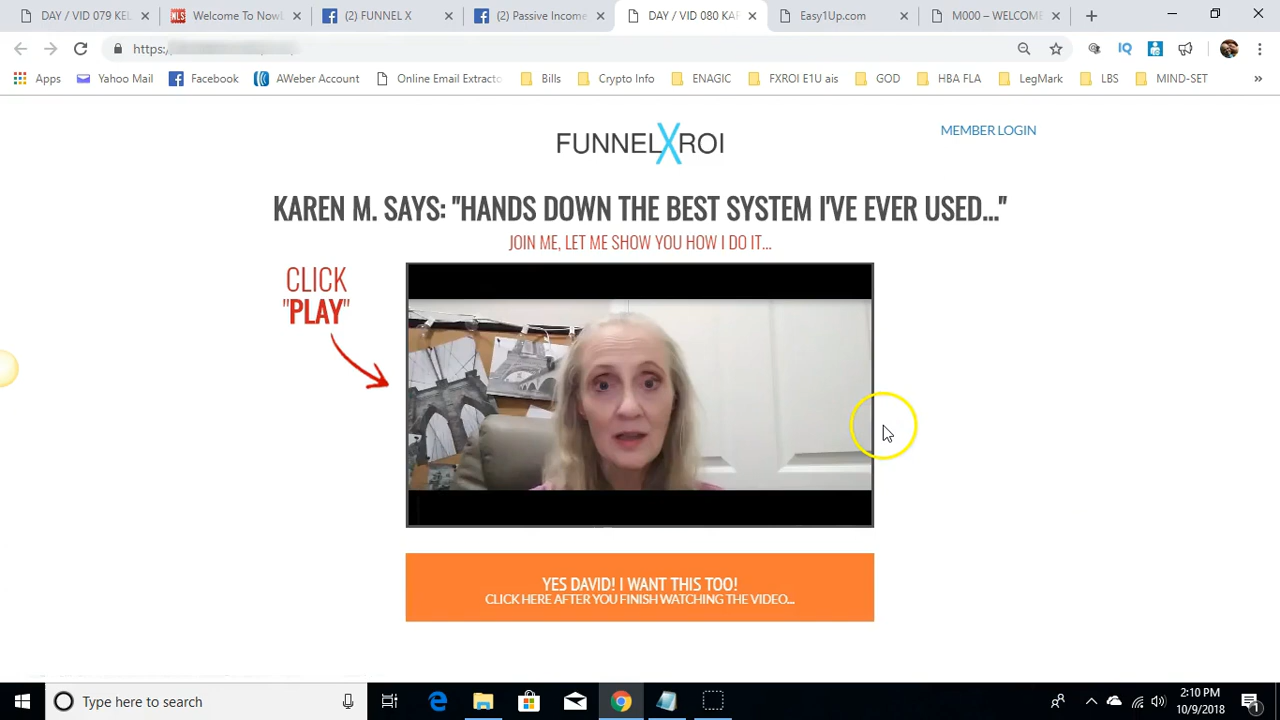 DAY / VID 079 KEL
Welcome To NowL
(2) FUNNEL X
(2) Passive Income
DAY / VID 080 KAR
Easy1Up.com
M000 – WELCOME
https://
Apps
Yahoo Mail
Facebook
AWeber Account
Online Email Extracto
Bills
Crypto Info
ENAGIC
FXROI E1U ais
GOD
HBA FLA
LegMark
LBS
MIND-SET
MEMBER LOGIN
FUNNELXROI
KAREN M. SAYS: "HANDS DOWN THE BEST SYSTEM I'VE EVER USED..."
JOIN ME, LET ME SHOW YOU HOW I DO IT...
CLICK
"PLAY"
YES DAVID! I WANT THIS TOO!
CLICK HERE AFTER YOU FINISH WATCHING THE VIDEO...
Type here to search
2:10 PM
10/9/2018